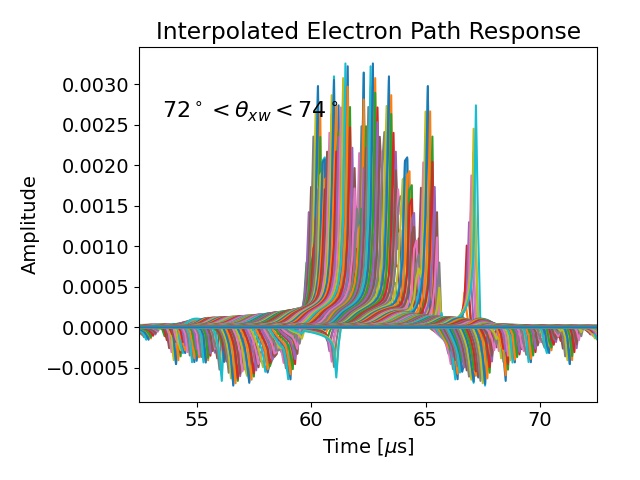 Interpolated Electron Path Response
72° < θxw < 74°
0.0030
0.0025
0.0020
0.0015
0.0010
0.0005
0.0000
−0.0005
Amplitude
55 60 65 70
Time [μs]